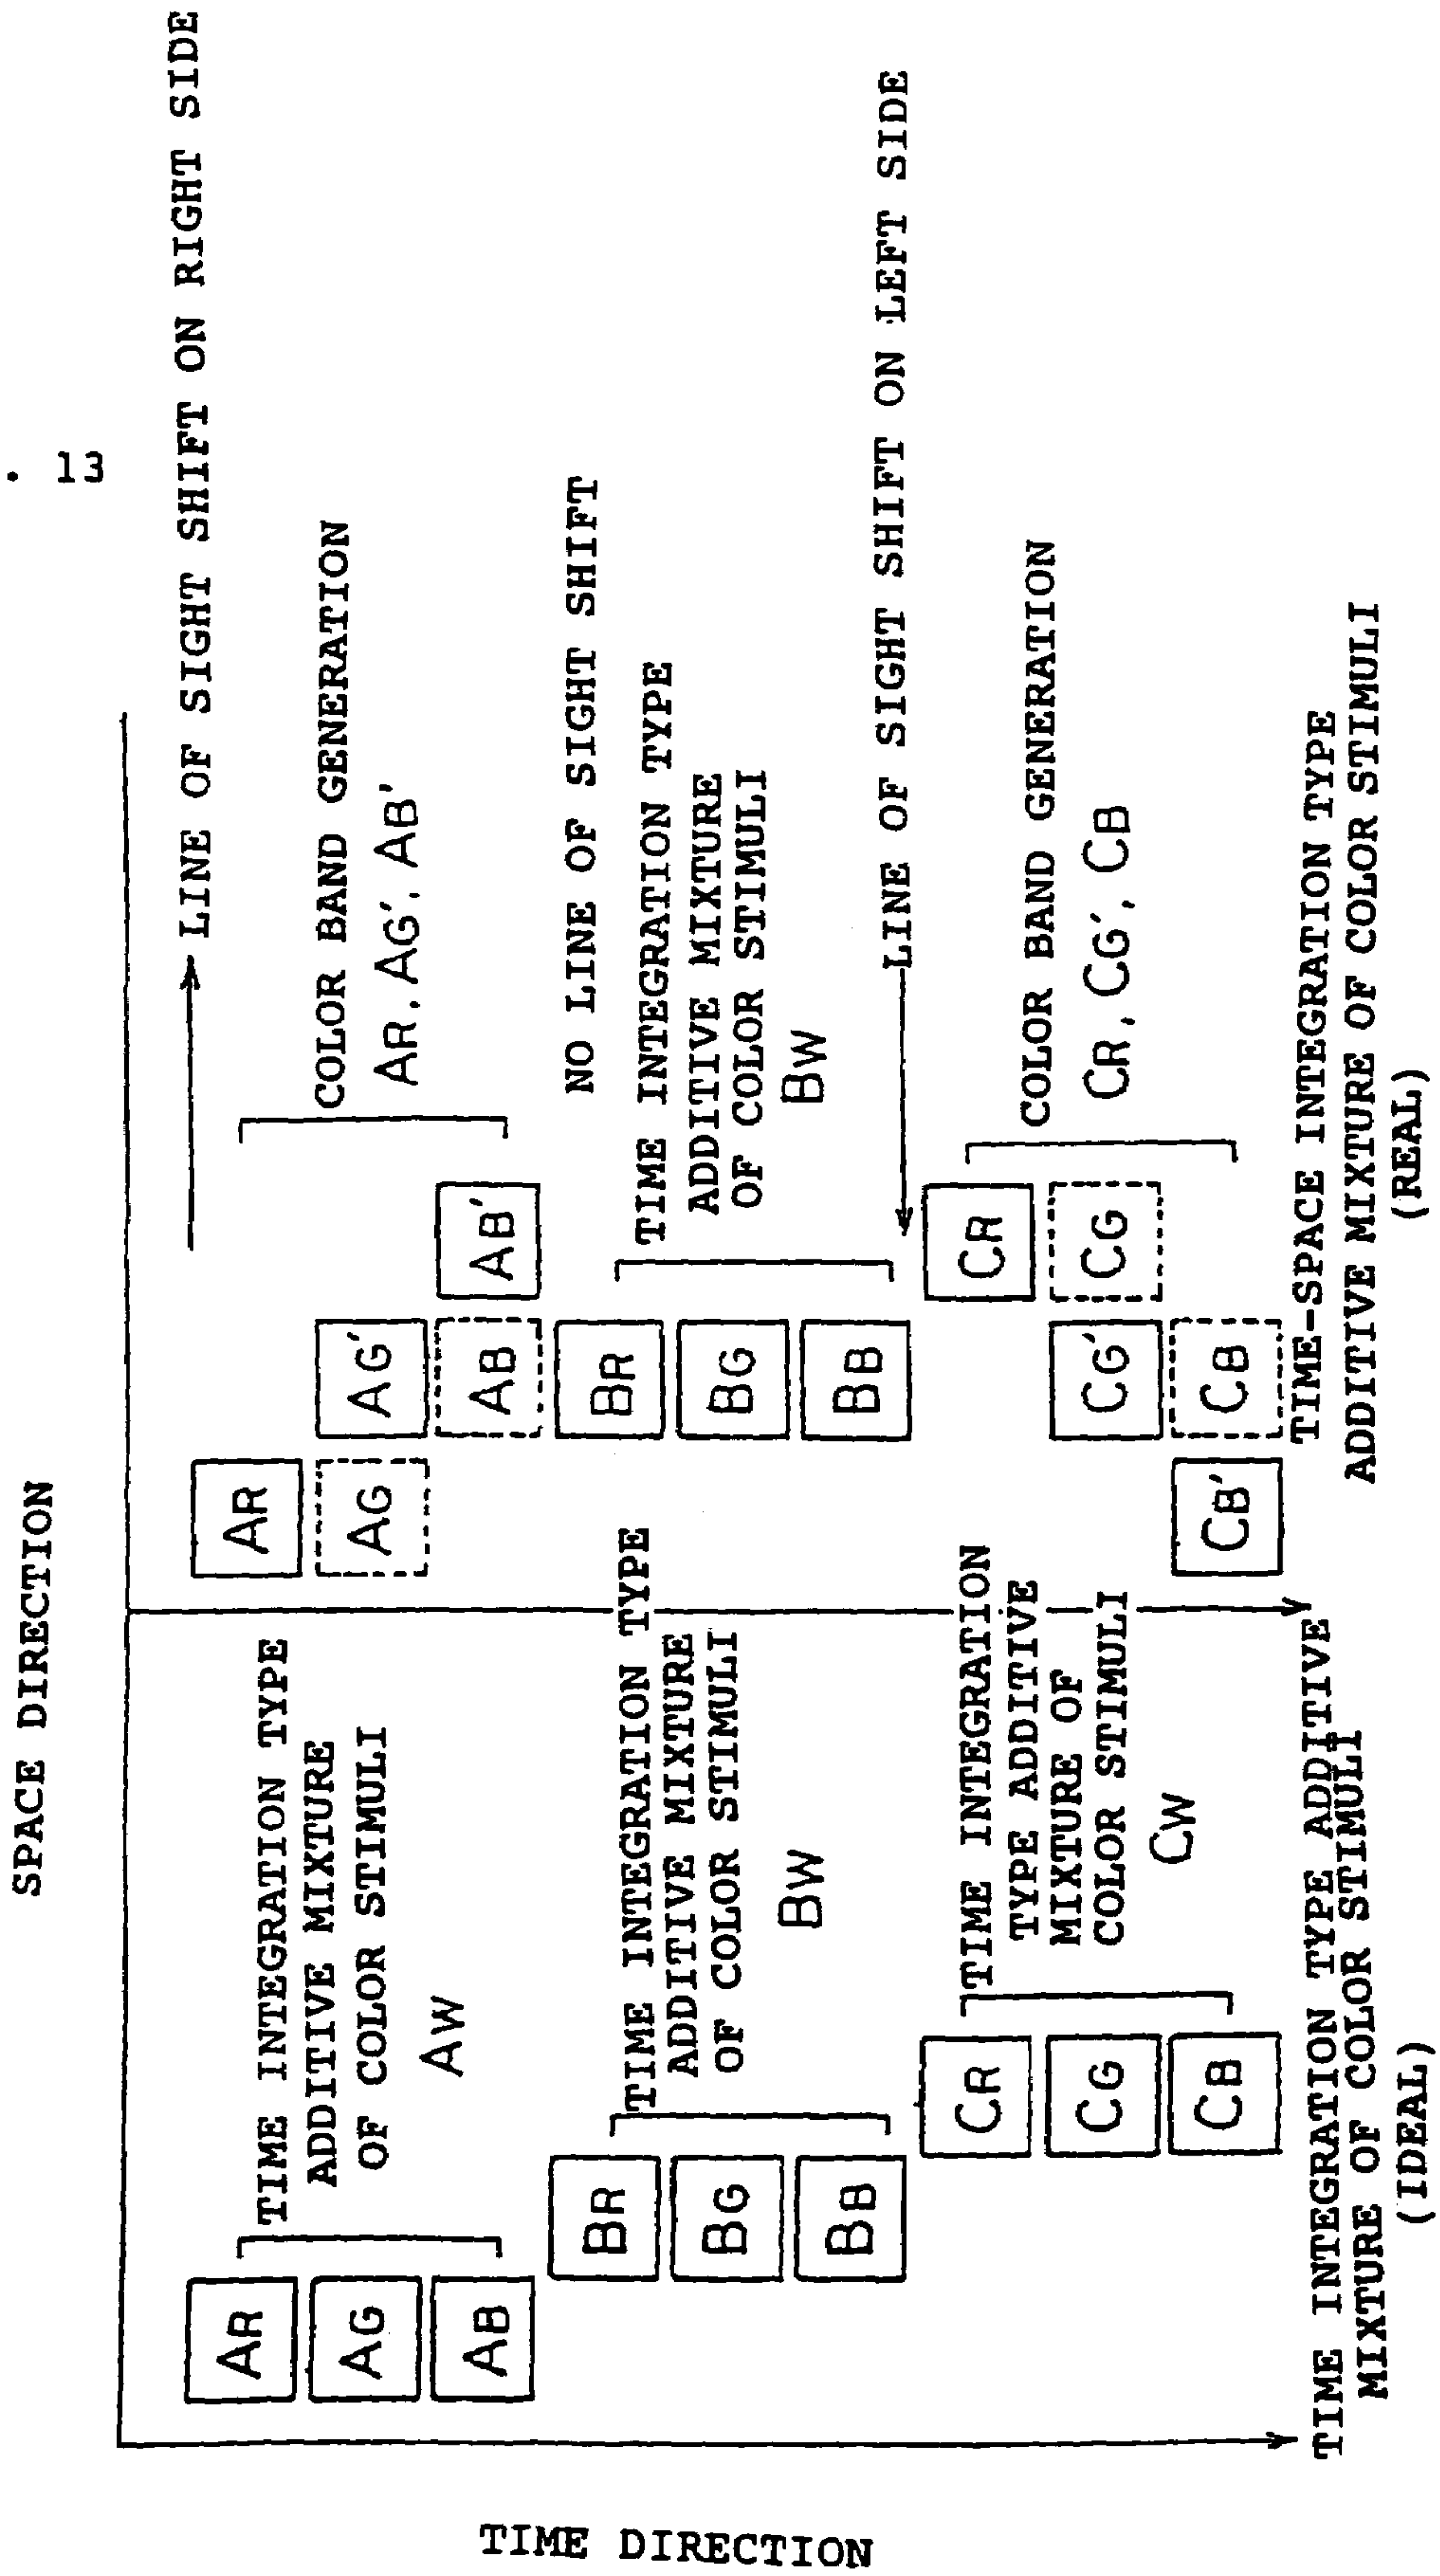 . 13
SPACE DIRECTION
TIME DIRECTION
AR
AG
AB
TIME INTEGRATION TYPE
ADDITIVE MIXTURE
OF COLOR STIMULI
AW
BR
BG
BB
TIME INTEGRATION TYPE
ADDITIVE MIXTURE
OF COLOR STIMULI
BW
CR
CG
CB
TIME INTEGRATION
TYPE ADDITIVE
MIXTURE OF
COLOR STIMULI
CW
TIME INTEGRATION TYPE ADDITIVE
MIXTURE OF COLOR STIMULI
(IDEAL)
LINE OF SIGHT SHIFT ON RIGHT SIDE
AR
AG AG'
AB AB'
COLOR BAND GENERATION
AR, AG', AB'
NO LINE OF SIGHT SHIFT
BR
BG
BB
TIME INTEGRATION TYPE
ADDITIVE MIXTURE
OF COLOR STIMULI
BW
LINE OF SIGHT SHIFT ON LEFT SIDE
CR
CG' CG
CB' CB
COLOR BAND GENERATION
CR, CG', CB
TIME-SPACE INTEGRATION TYPE
ADDITIVE MIXTURE OF COLOR STIMULI
(REAL)